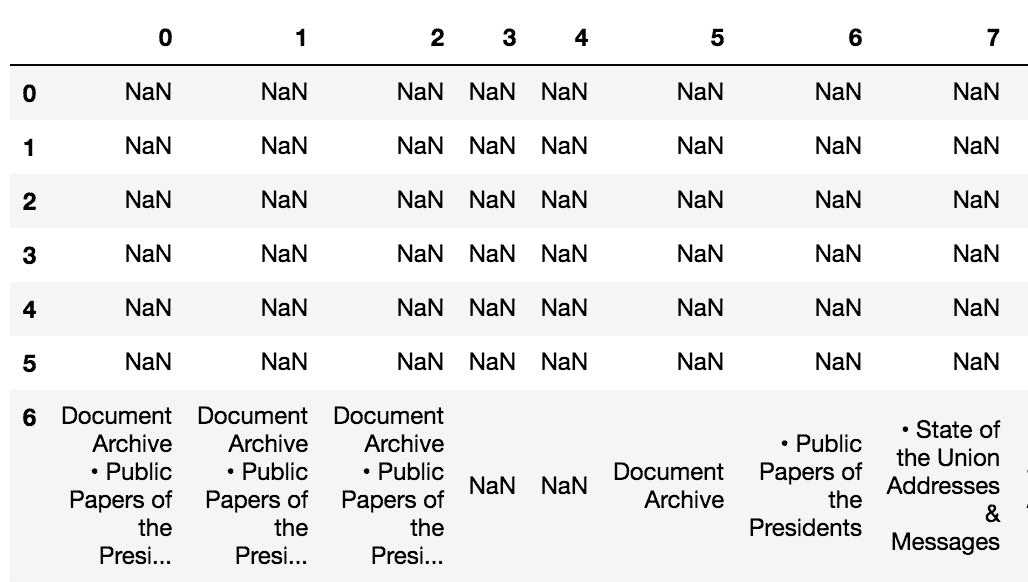 0 1 2 3 4 5 6 7
0 NaN NaN NaN NaN NaN NaN NaN NaN
1 NaN NaN NaN NaN NaN NaN NaN NaN
2 NaN NaN NaN NaN NaN NaN NaN NaN
3 NaN NaN NaN NaN NaN NaN NaN NaN
4 NaN NaN NaN NaN NaN NaN NaN NaN
5 NaN NaN NaN NaN NaN NaN NaN NaN
6
Document
Archive
• Public
Papers of
the
Presi...
Document
Archive
• Public
Papers of
the
Presi...
Document
Archive
• Public
Papers of
the
Presi...
NaN
NaN
Document
Archive
• Public
Papers of
the
Presidents
• State of
the Union
Addresses
&
Messages